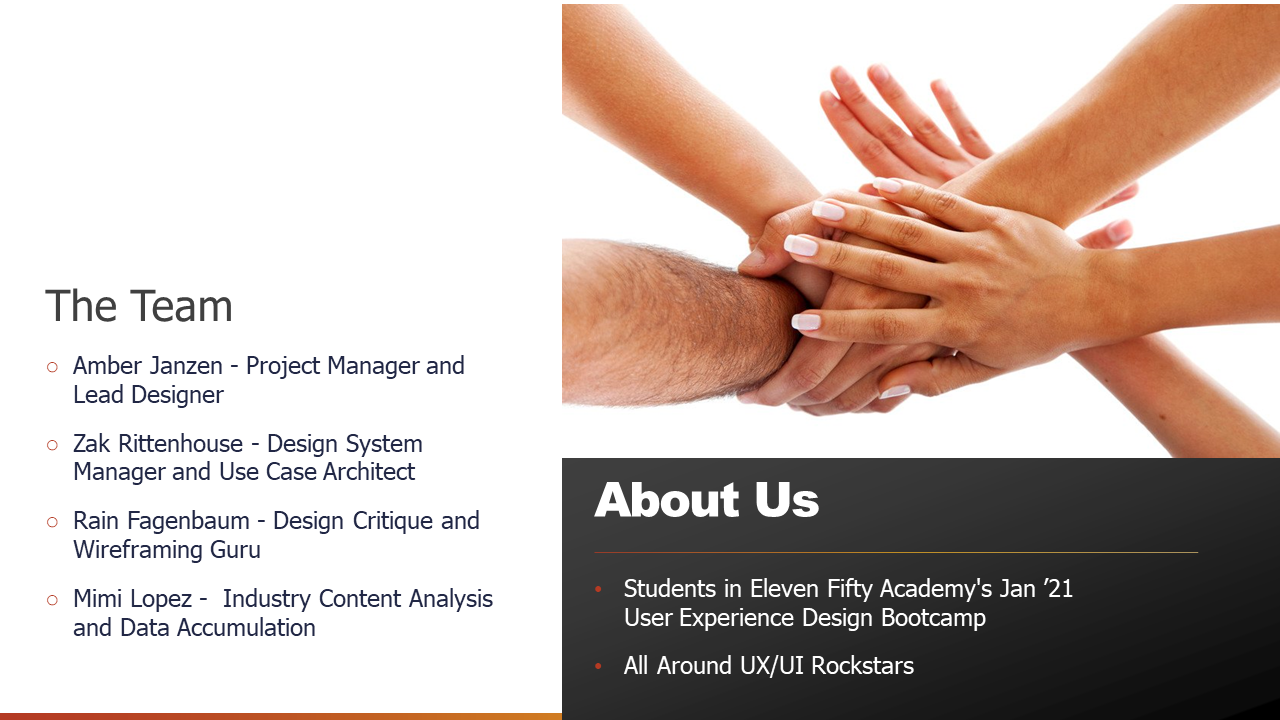 The Team
○ Amber Janzen - Project Manager and
Lead Designer
○ Zak Rittenhouse - Design System
Manager and Use Case Architect
○ Rain Fagenbaum - Design Critique and
Wireframing Guru
○ Mimi Lopez -  Industry Content Analysis
and Data Accumulation
About Us
• Students in Eleven Fifty Academy's Jan ’21
User Experience Design Bootcamp
• All Around UX/UI Rockstars